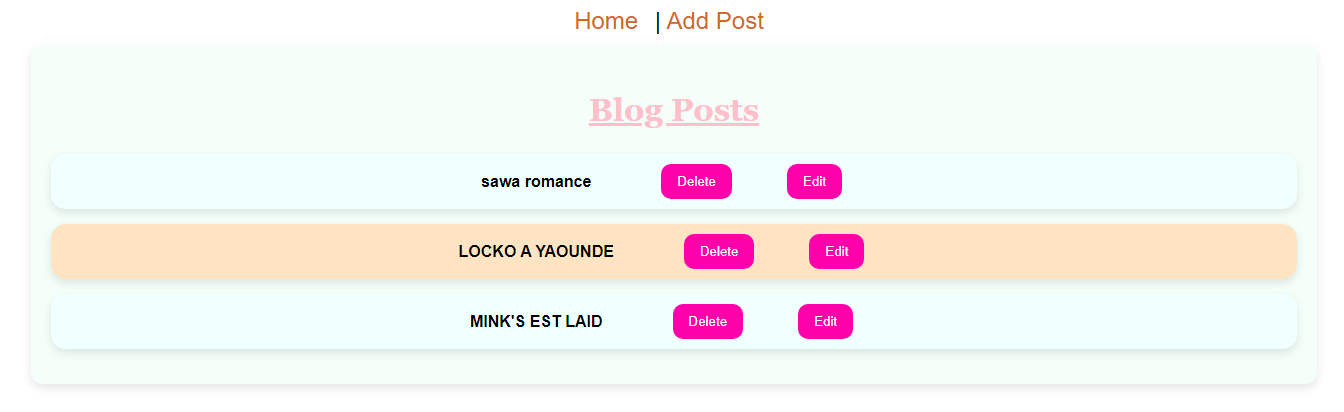 Home | Add Post
Blog Posts
sawa romance Delete Edit
LOCKO A YAOUNDE Delete Edit
MINK'S EST LAID Delete Edit